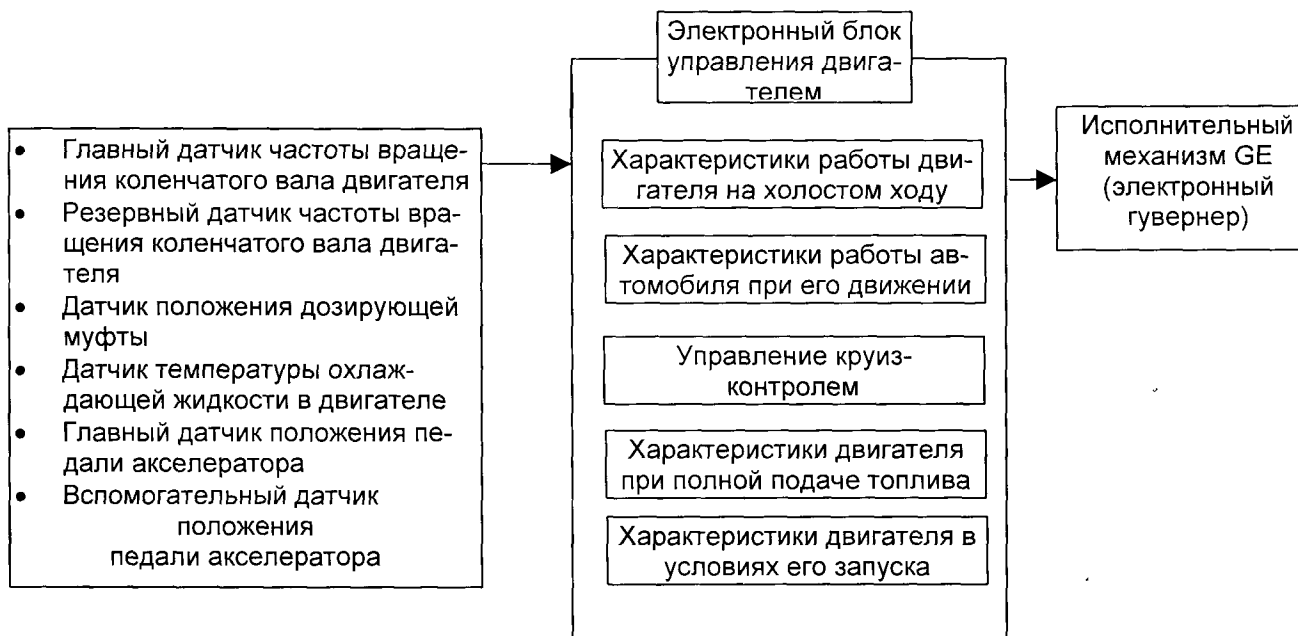 • Главный датчик частоты враще-
ния коленчатого вала двигателя
• Резервный датчик частоты вра-
щения коленчатого вала двига-
теля
• Датчик положения дозирующей
муфты
• Датчик температуры охлаж-
дающей жидкости в двигателе
• Главный датчик положения пе-
дали акселератора
• Вспомогательный датчик
положения
педали акселератора
Электронный блок
управления двига-
телем
Характеристики работы дви-
гателя на холостом ходу
Характеристики работы ав-
томобиля при его движении
Управление круиз-
контролем
Характеристики двигателя
при полной подаче топлива
Характеристики двигателя в
условиях его запуска
Исполнительный
механизм GE
(электронный
гувернер)